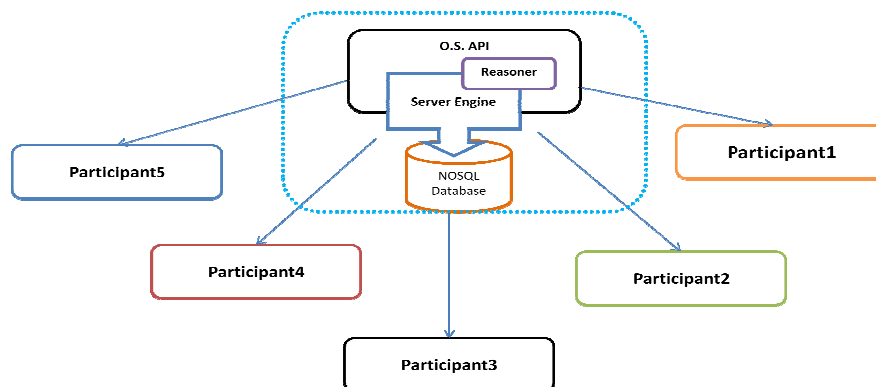 O.S. API
Reasoner
Server Engine
NOSQL
Database
Participant1
Participant5
Participant4
Participant2
Participant3